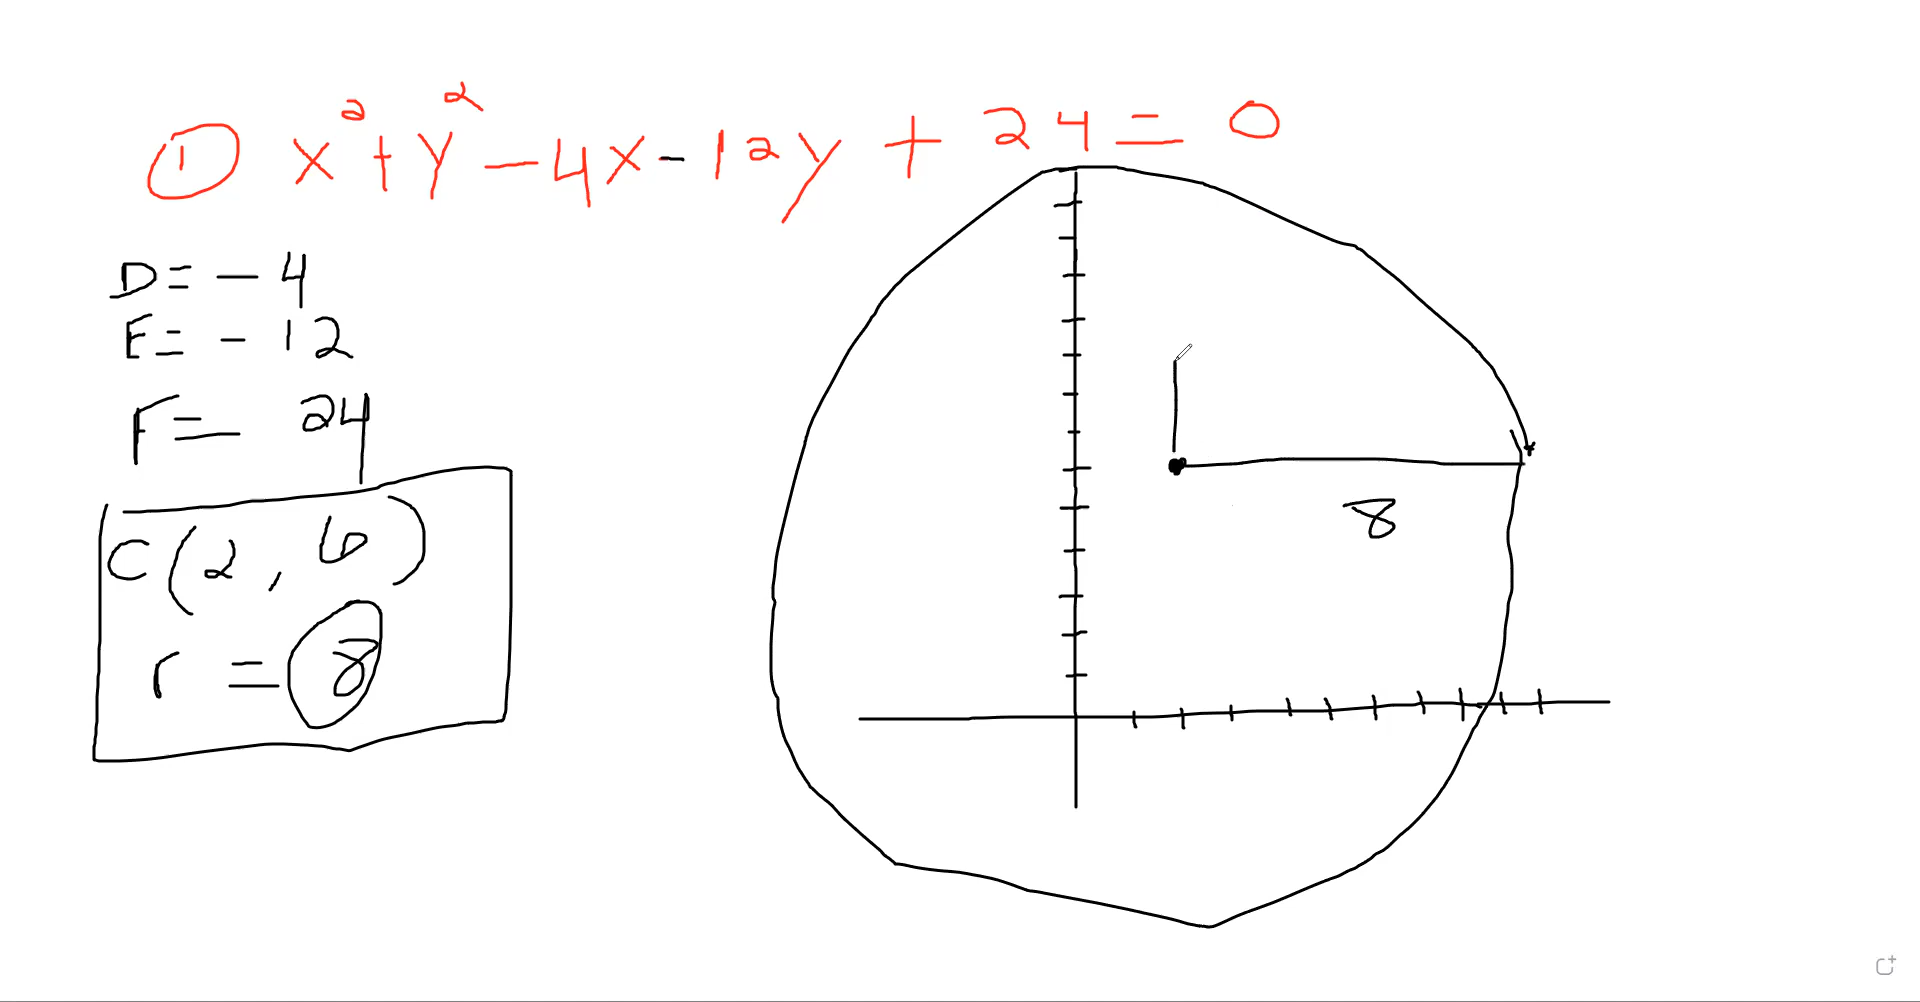 ① x² + y² - 4x - 12y + 24 = 0
D = - 4
E = - 12
F = 24
C (2, 6)
r = 8
8